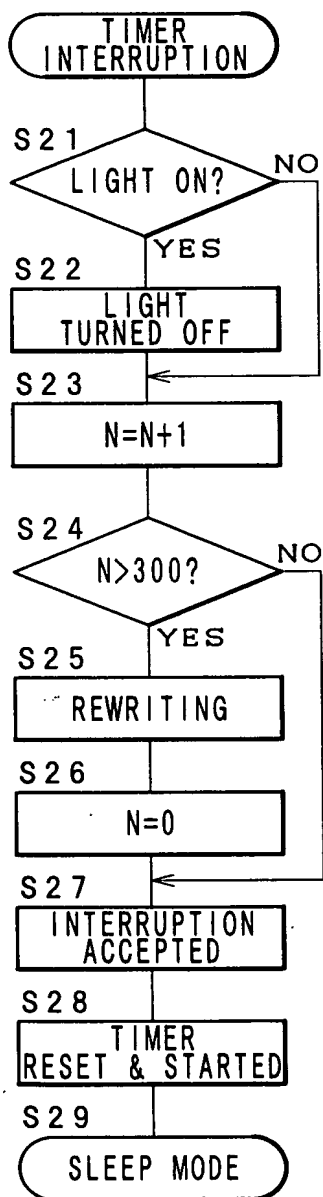 TIMER
INTERRUPTION
S21
LIGHT ON?
NO
YES
S22
LIGHT
TURNED OFF
S23
N=N+1
S24
N>300?
NO
YES
S25
REWRITING
S26
N=0
S27
INTERRUPTION
ACCEPTED
S28
TIMER
RESET & STARTED
S29
SLEEP MODE